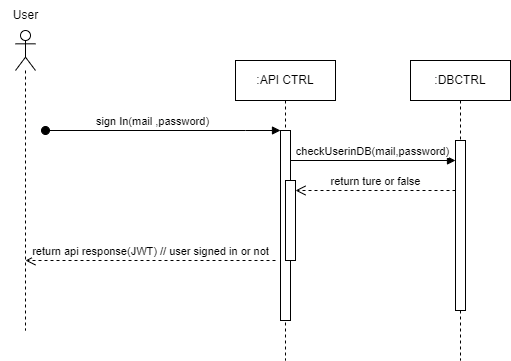 User
:API CTRL
:DBCTRL
sign In(mail ,password)
checkUserinDB(mail,password)
return ture or false
return api response(JWT) // user signed in or not